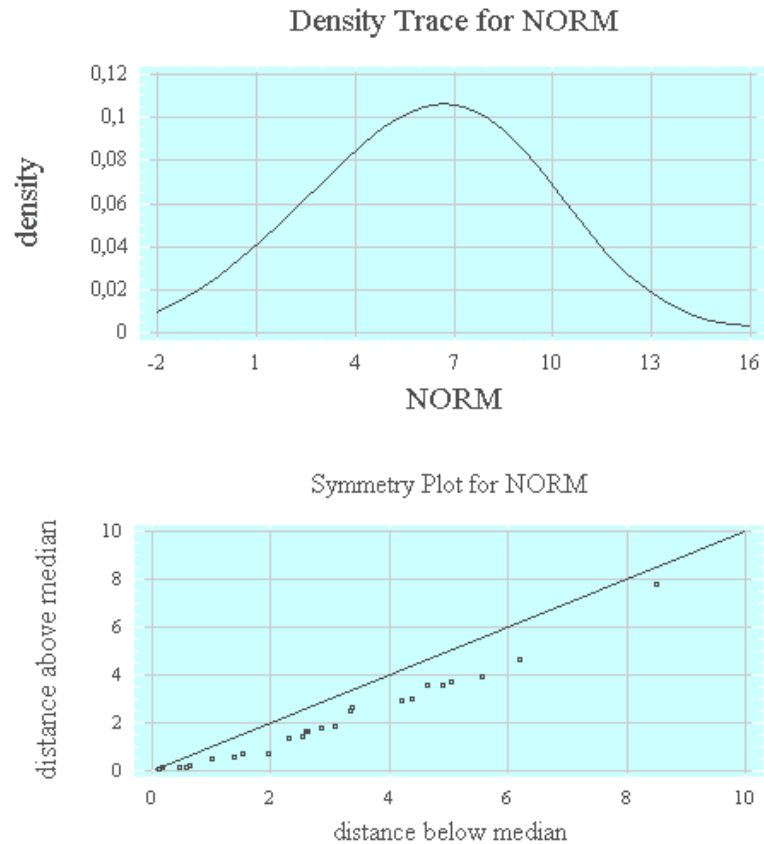 Density Trace for NORM
0,12
0,1
0,08
0,06
0,04
0,02
0
density
-2 1 4 7 10 13 16
NORM
Symmetry Plot for NORM
10
8
6
4
2
0
distance above median
0 2 4 6 8 10
distance below median